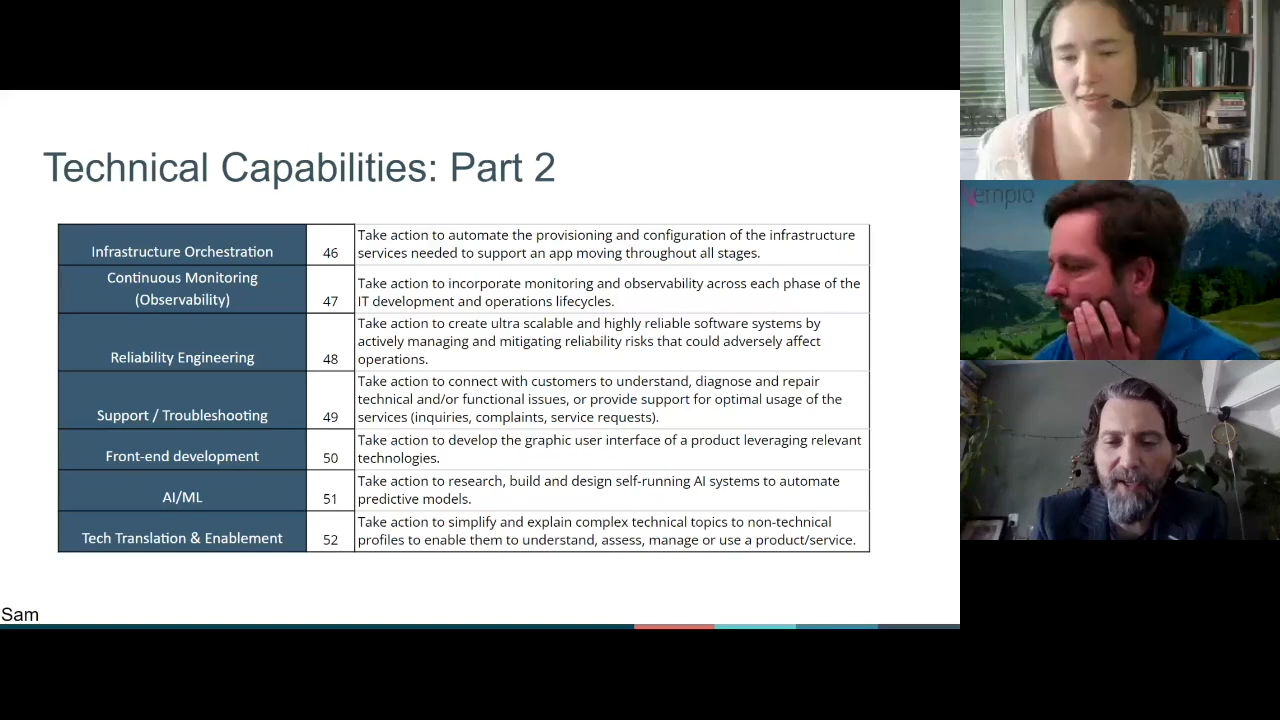 Technical Capabilities: Part 2
Infrastructure Orchestration 46 Take action to automate the provisioning and configuration of the infrastructure
services needed to support an app moving throughout all stages.
Continuous Monitoring
(Observability) 47 Take action to incorporate monitoring and observability across each phase of the
IT development and operations lifecycles.
Reliability Engineering 48 Take action to create ultra scalable and highly reliable software systems by
actively managing and mitigating reliability risks that could adversely affect
operations.
Support / Troubleshooting 49 Take action to connect with customers to understand, diagnose and repair
technical and/or functional issues, or provide support for optimal usage of the
services (inquiries, complaints, service requests).
Front-end development 50 Take action to develop the graphic user interface of a product leveraging relevant
technologies.
AI/ML 51 Take action to research, build and design self-running AI systems to automate
predictive models.
Tech Translation & Enablement 52 Take action to simplify and explain complex technical topics to non-technical
profiles to enable them to understand, assess, manage or use a product/service.
Sam